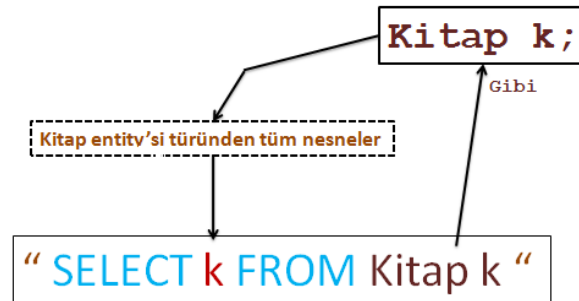 Kitap k;
Gibi
Kitap entity'si türünden tüm nesneler
“ SELECT k FROM Kitap k “